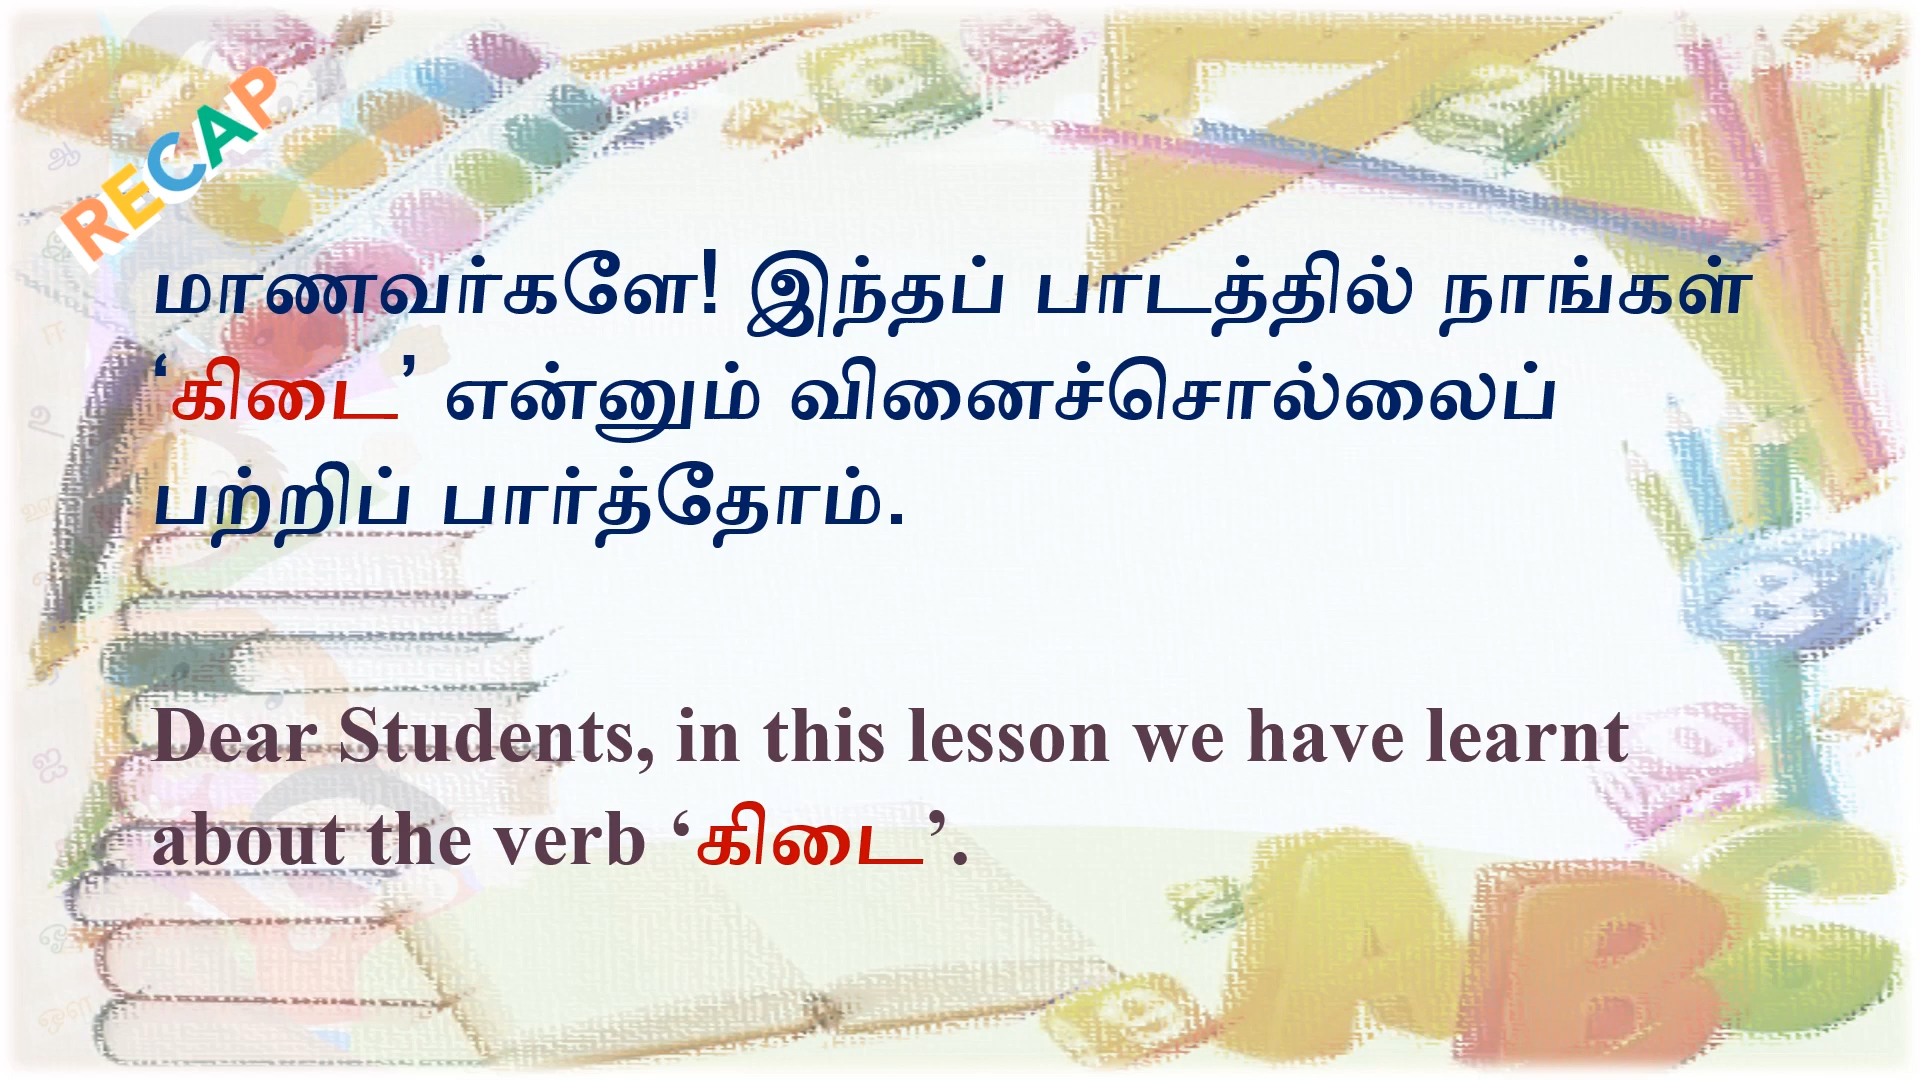 RECAP
மாணவர்களே! இந்தப் பாடத்தில் நாங்கள்
‘கிடை’ என்னும் வினைச்சொல்லைப்
பற்றிப் பார்த்தோம்.
Dear Students, in this lesson we have learnt
about the verb ‘கிடை’.
ABC